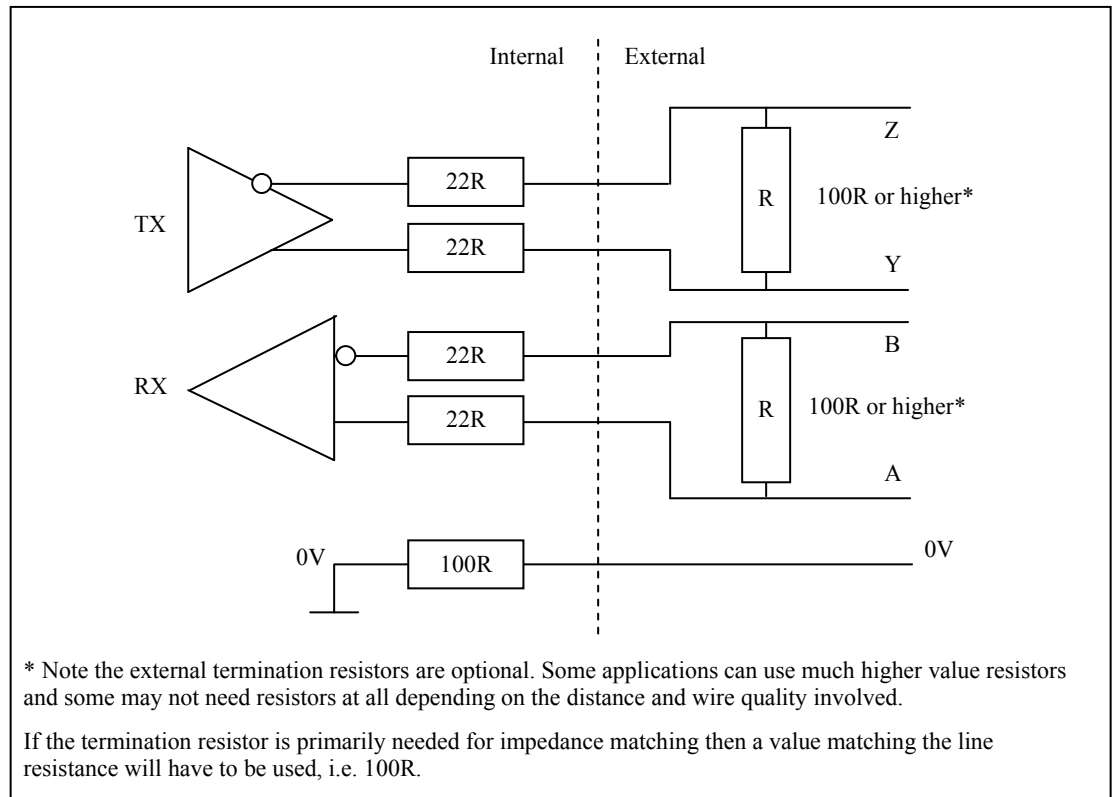 Internal
External
Z
22R
R
100R or higher*
TX
22R
Y
22R
B
RX
R
100R or higher*
22R
A
0V
100R
0V
* Note the external termination resistors are optional. Some applications can use much higher value resistors
and some may not need resistors at all depending on the distance and wire quality involved.
If the termination resistor is primarily needed for impedance matching then a value matching the line
resistance will have to be used, i.e. 100R.